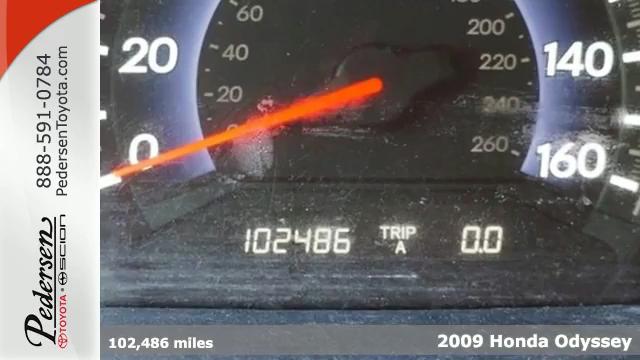 888-591-0784
PedersenToyota.com
Pedersen
TOYOTA SCION
60
40
20
0
20
0
200
220
240
260
140
160
102486 TRIP A 0.0
102,486 miles
2009 Honda Odyssey